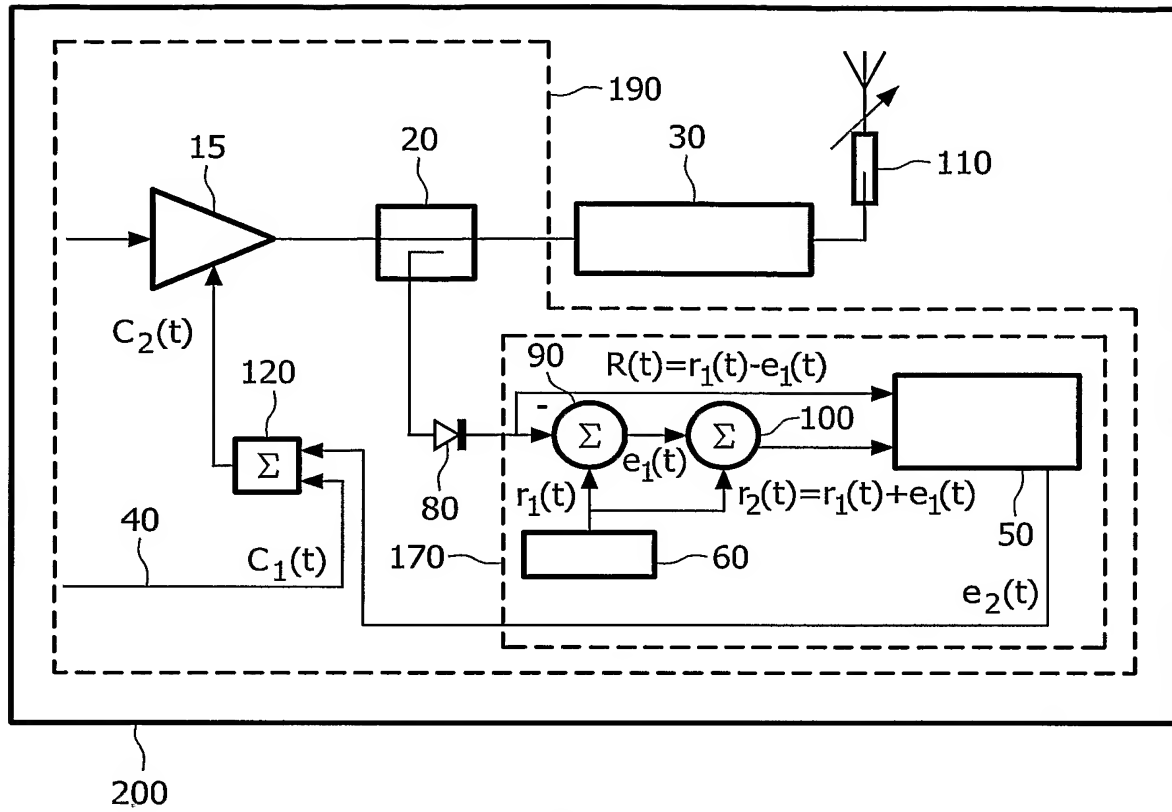 190
15
20
30
110
C₂(t)
90
R(t)=r₁(t)-e₁(t)
120
-
Σ
Σ
100
Σ
e₁(t)
r₁(t)
r₂(t)=r₁(t)+e₁(t)
80
50
40
C₁(t)
170
60
e₂(t)
200